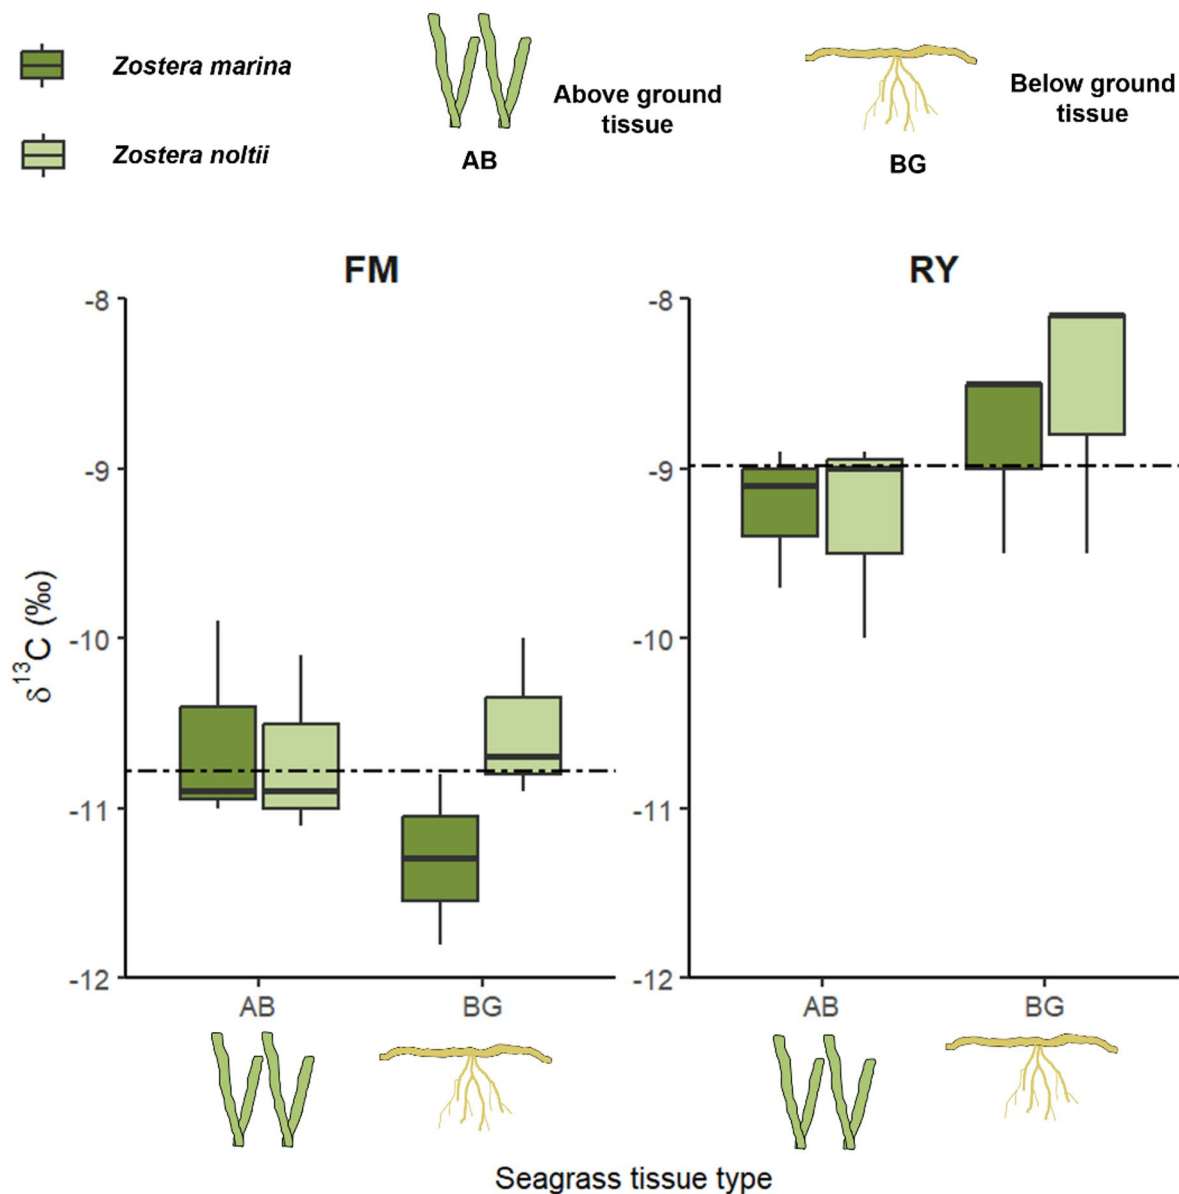 Zostera marina
Zostera noltii
Above ground
tissue
AB
Below ground
tissue
BG
FM
RY
δ13C (‰)
-8
-9
-10
-11
-12
AB
BG
-8
-9
-10
-11
-12
AB
BG
Seagrass tissue type